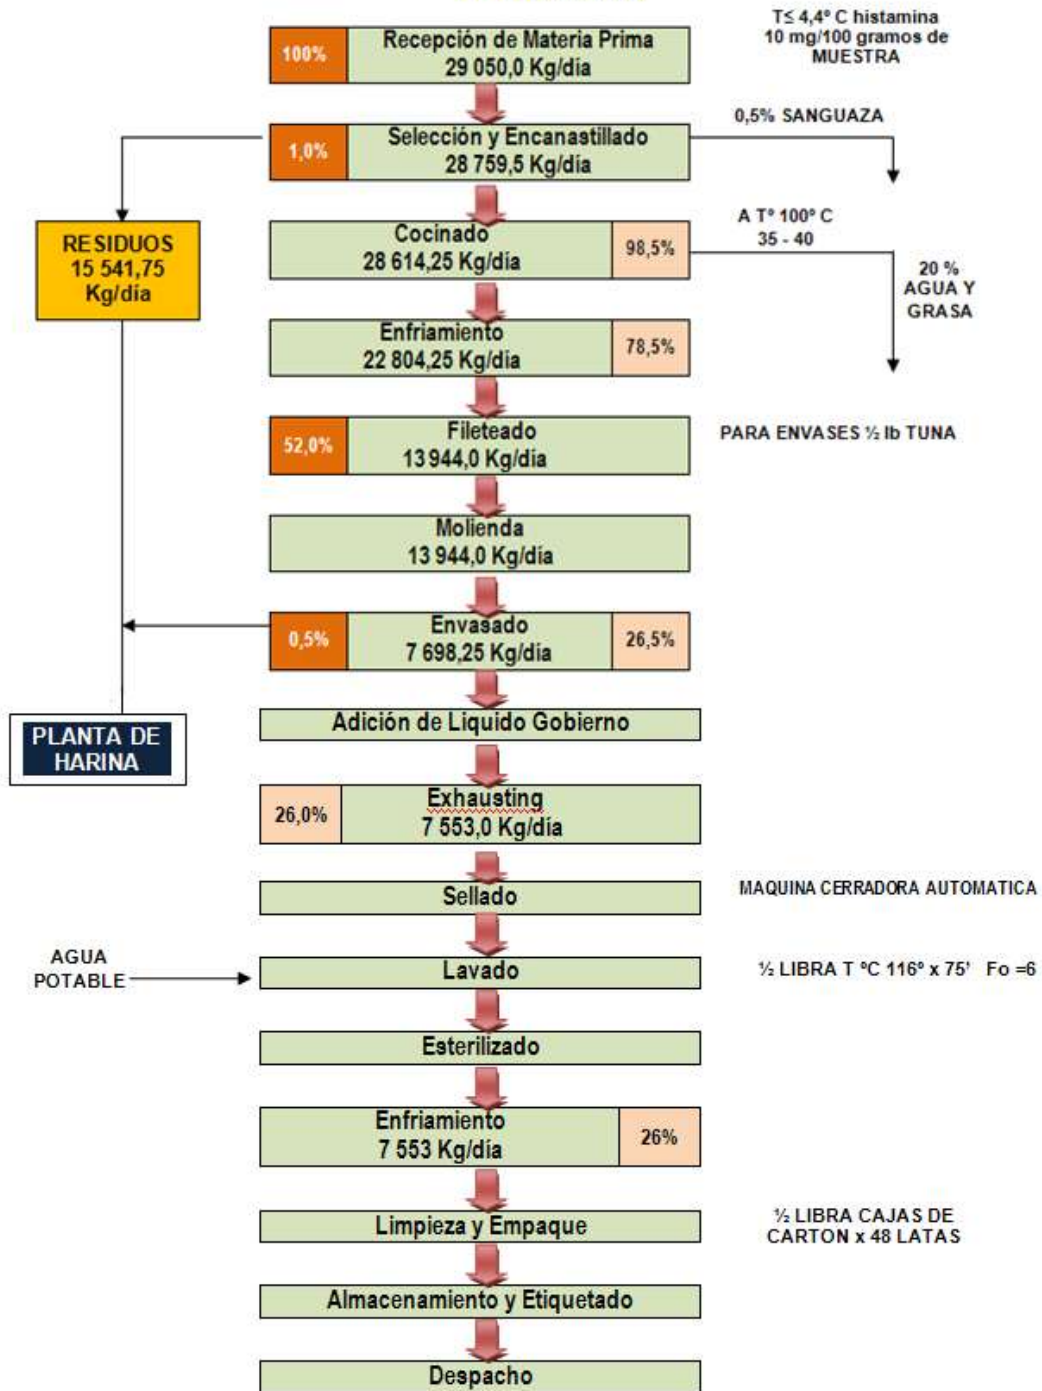 T≤ 4,4º C histamina
10 mg/100 gramos de
MUESTRA
100%
Recepción de Materia Prima
29 050,0 Kg/día
0,5% SANGUAZA
1,0%
Selección y Encanastillado
28 759,5 Kg/día
RESIDUOS
15 541,75
Kg/día
Cocinado
28 614,25 Kg/día
98,5%
A Tº 100º C
35 - 40
20 %
AGUA Y
GRASA
Enfriamiento
22 804,25 Kg/día
78,5%
52,0%
Fileteado
13 944,0 Kg/día
PARA ENVASES ½ lb TUNA
Molienda
13 944,0 Kg/día
0,5%
Envasado
7 698,25 Kg/día
26,5%
PLANTA DE
HARINA
Adición de Liquido Gobierno
26,0%
Exhausting
7 553,0 Kg/día
Sellado
MAQUINA CERRADORA AUTOMATICA
AGUA
POTABLE
Lavado
½ LIBRA T ºC 116º x 75' Fo =6
Esterilizado
Enfriamiento
7 553 Kg/día
26%
Limpieza y Empaque
½ LIBRA CAJAS DE
CARTON x 48 LATAS
Almacenamiento y Etiquetado
Despacho